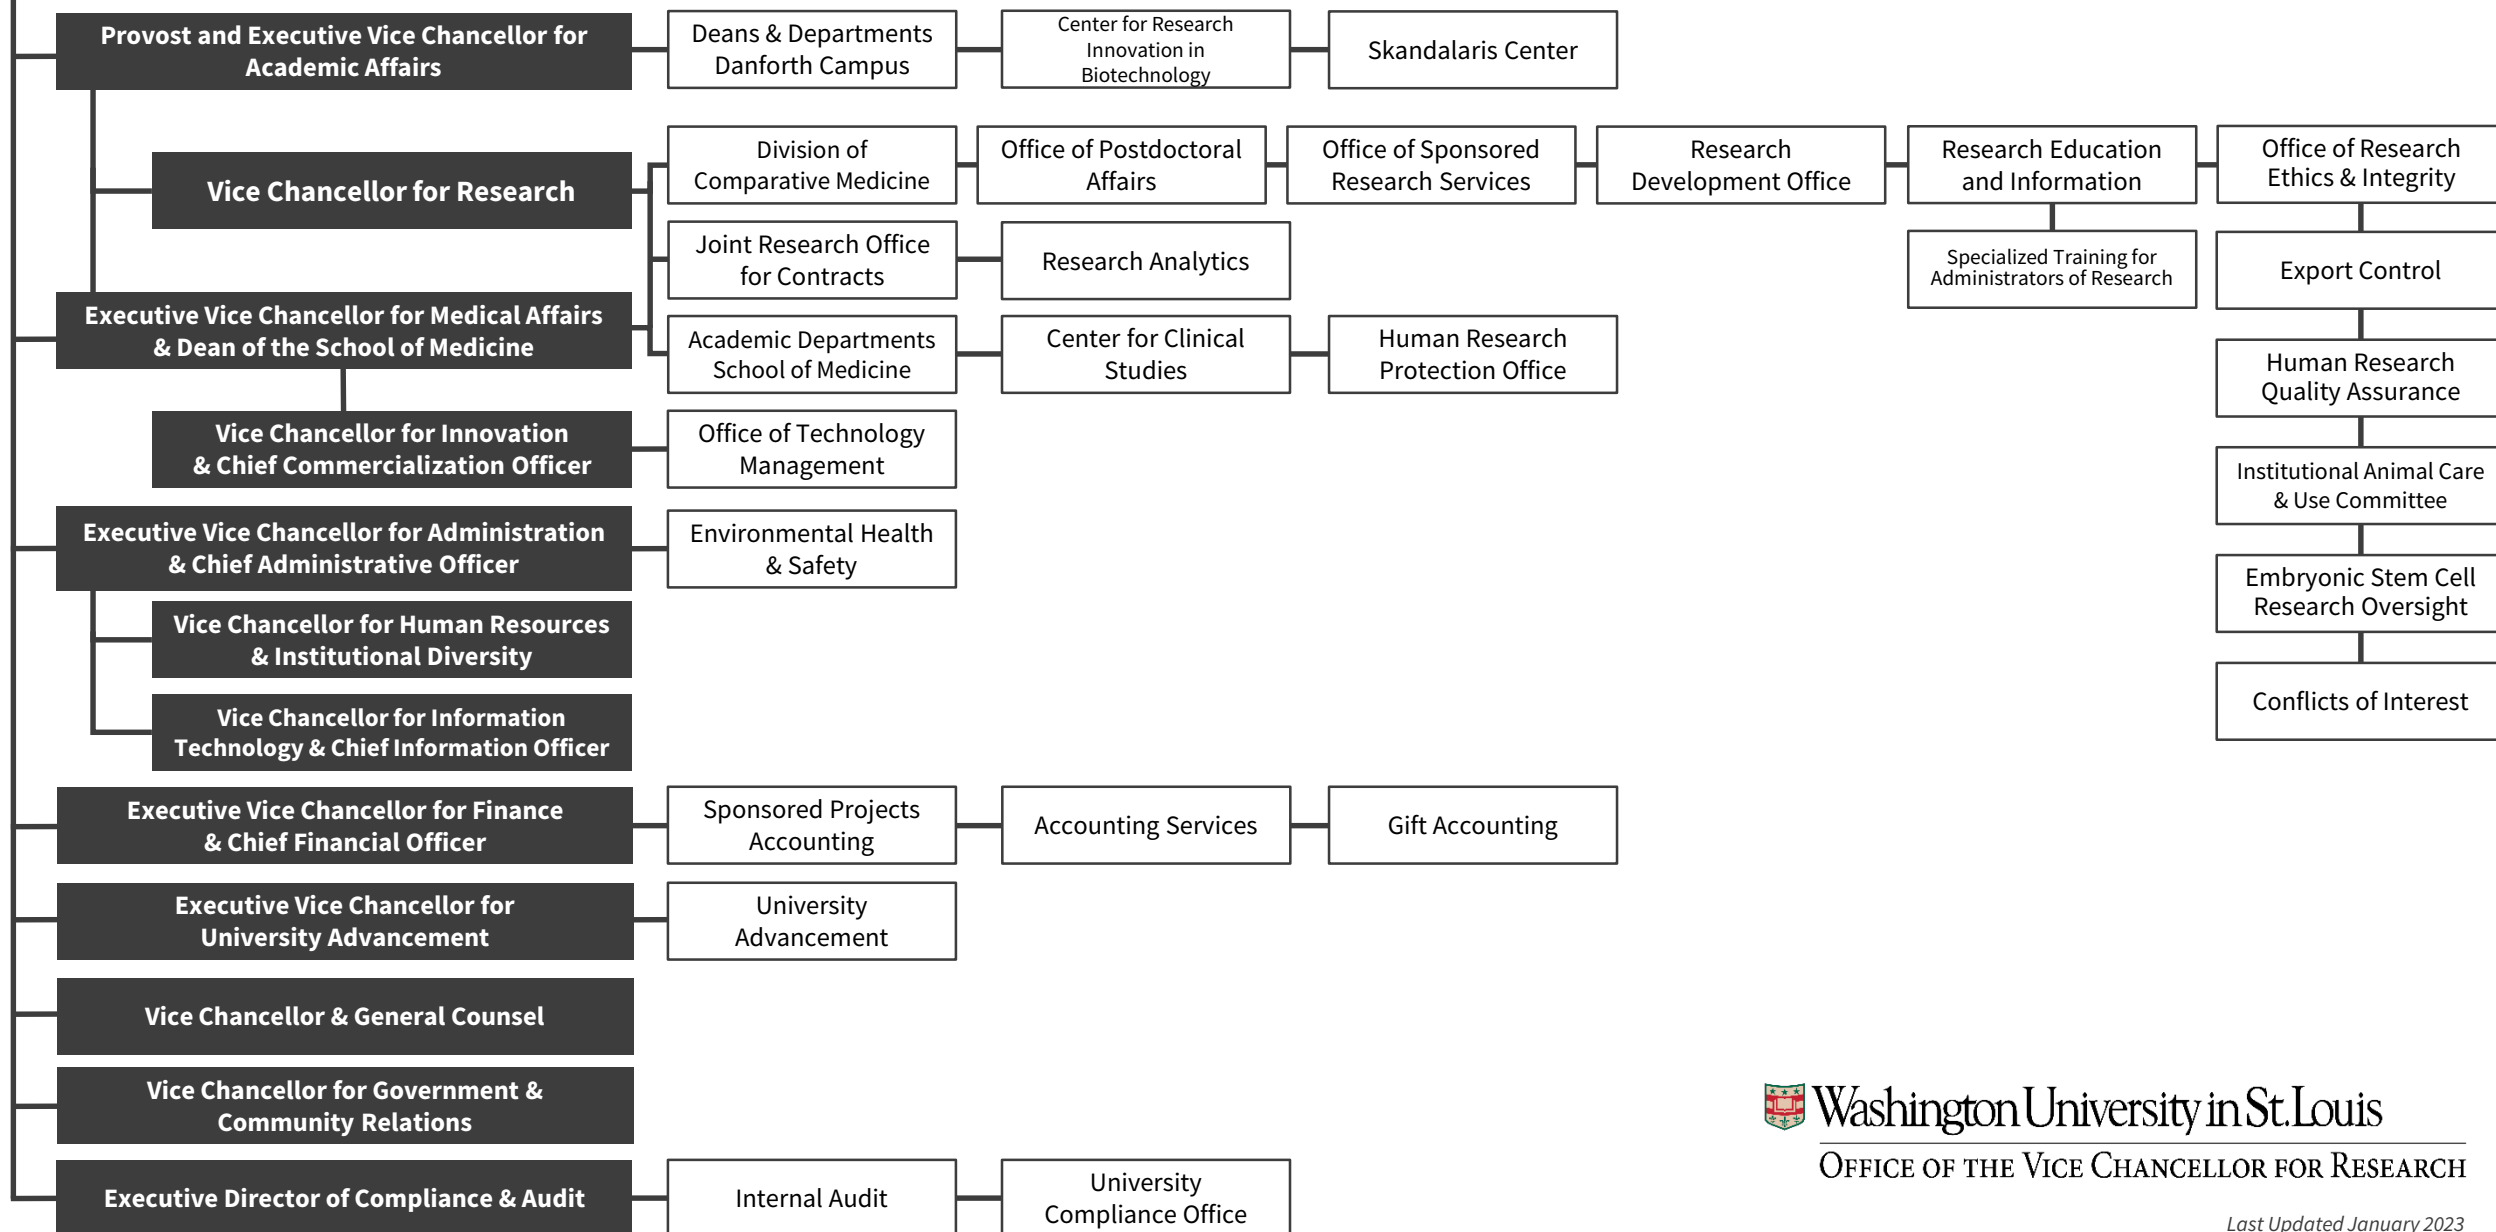 Provost and Executive Vice Chancellor for
Academic Affairs
Deans & Departments
Danforth Campus
Center for Research
Innovation in
Biotechnology
Skandalaris Center
Vice Chancellor for Research
Division of
Comparative Medicine
Office of Postdoctoral
Affairs
Office of Sponsored
Research Services
Research
Development Office
Research Education
and Information
Office of Research
Ethics & Integrity
Joint Research Office
for Contracts
Research Analytics
Specialized Training for
Administrators of Research
Export Control
Executive Vice Chancellor for Medical Affairs
& Dean of the School of Medicine
Academic Departments
School of Medicine
Center for Clinical
Studies
Human Research
Protection Office
Human Research
Quality Assurance
Vice Chancellor for Innovation
& Chief Commercialization Officer
Office of Technology
Management
Institutional Animal Care
& Use Committee
Executive Vice Chancellor for Administration
& Chief Administrative Officer
Environmental Health
& Safety
Embryonic Stem Cell
Research Oversight
Vice Chancellor for Human Resources
& Institutional Diversity
Conflicts of Interest
Vice Chancellor for Information
Technology & Chief Information Officer
Executive Vice Chancellor for Finance
& Chief Financial Officer
Sponsored Projects
Accounting
Accounting Services
Gift Accounting
Executive Vice Chancellor for
University Advancement
University
Advancement
Vice Chancellor & General Counsel
Vice Chancellor for Government &
Community Relations
Executive Director of Compliance & Audit
Internal Audit
University
Compliance Office
Washington University in St. Louis
OFFICE OF THE VICE CHANCELLOR FOR RESEARCH
Last Updated January 2023